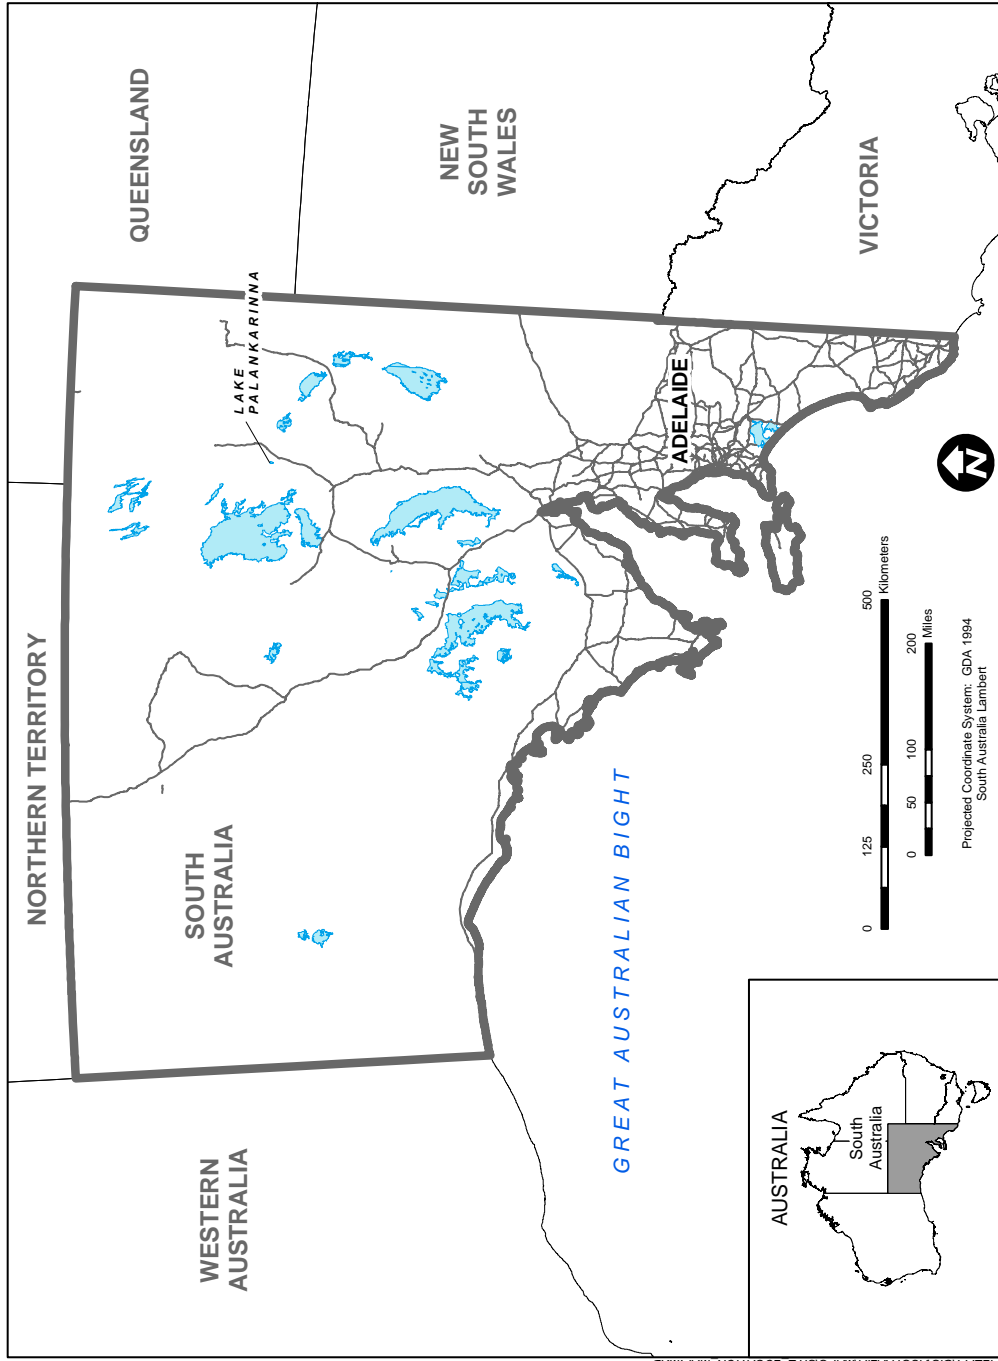 NORTHERN TERRITORY
QUEENSLAND
WESTERN
AUSTRALIA
SOUTH
AUSTRALIA
LAKE
PALANKARINNA
NEW
SOUTH
WALES
ADELAIDE
VICTORIA
GREAT AUSTRALIAN BIGHT
AUSTRALIA
South
Australia
0
125
250
500
Kilometers
0
50
100
200
Miles
Projected Coordinate System: GDA 1994
South Australia Lambert
N